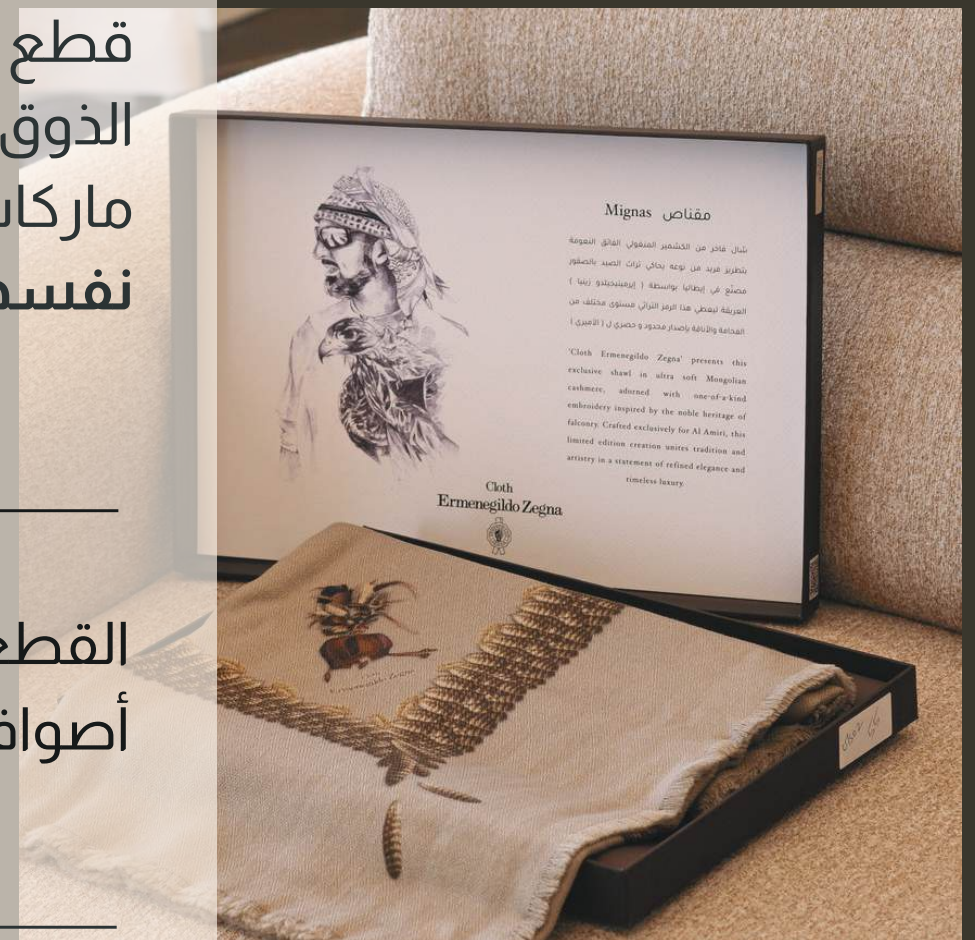 قطع
الذوق
نفسه
مقناص Mignas
شال فاخر من الكشمير المنغولي الفائق النعومة
بتطريز فريد من نوعه يحاكي تراث الصيد بالصقور
مصنّع في إيطاليا بواسطة ( إيرمينيجيلدو زينيا )
العريقة ليعطي هذا الرمز التراثي مستوى مختلف من
الفخامة والأناقة بإصدار محدود و حصري ل ( الأميري )
'Cloth Ermenegildo Zegna' presents this
exclusive shawl in ultra soft Mongolian
cashmere, adorned with one-of-a-kind
embroidery inspired by the noble heritage of
falconry. Crafted exclusively for Al Amiri, this
limited edition creation unites tradition and
artistry in a statement of refined elegance and
timeless luxury.
Cloth
Ermenegildo Zegna
Ermenegildo Zegna
القطع